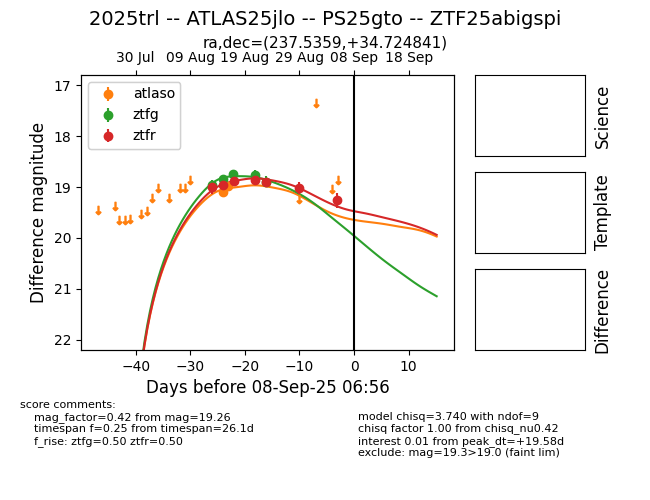 2025trl -- ATLAS25jlo -- PS25gto -- ZTF25abigspi
ra,dec=(237.5359,+34.724841)
30 Jul 09 Aug 19 Aug 29 Aug 08 Sep 18 Sep
atlaso
ztfg
ztfr
17
18
19
20
21
22
Difference magnitude
−40 −30 −20 −10 0 10
Days before 08-Sep-25 06:56
Science
Template
Difference
score comments:
mag_factor=0.42 from mag=19.26
timespan f=0.25 from timespan=26.1d
f_rise: ztfg=0.50 ztfr=0.50
model chisq=3.740 with ndof=9
chisq factor 1.00 from chisq_nu0.42
interest 0.01 from peak_dt=+19.58d
exclude: mag=19.3>19.0 (faint lim)